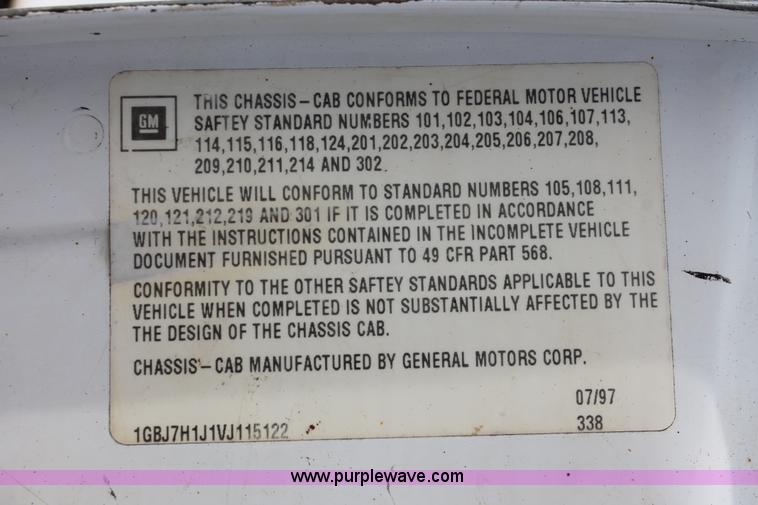 GM
THIS CHASSIS-CAB CONFORMS TO FEDERAL MOTOR VEHICLE
SAFTEY STANDARD NUMBERS 101,102,103,104,106,107,113,
114,115,116,118,124,201,202,203,204,205,206,207,208,
209,210,211,214 AND 302.
THIS VEHICLE WILL CONFORM TO STANDARD NUMBERS 105,108,111,
120,121,212,219 AND 301 IF IT IS COMPLETED IN ACCORDANCE
WITH THE INSTRUCTIONS CONTAINED IN THE INCOMPLETE VEHICLE
DOCUMENT FURNISHED PURSUANT TO 49 CFR PART 568.
CONFORMITY TO THE OTHER SAFTEY STANDARDS APPLICABLE TO THIS
VEHICLE WHEN COMPLETED IS NOT SUBSTANTIALLY AFFECTED BY THE
THE DESIGN OF THE CHASSIS CAB.
CHASSIS-CAB MANUFACTURED BY GENERAL MOTORS CORP.
07/97
1GBJ7H1J1VJ115122 338
www.purplewave.com